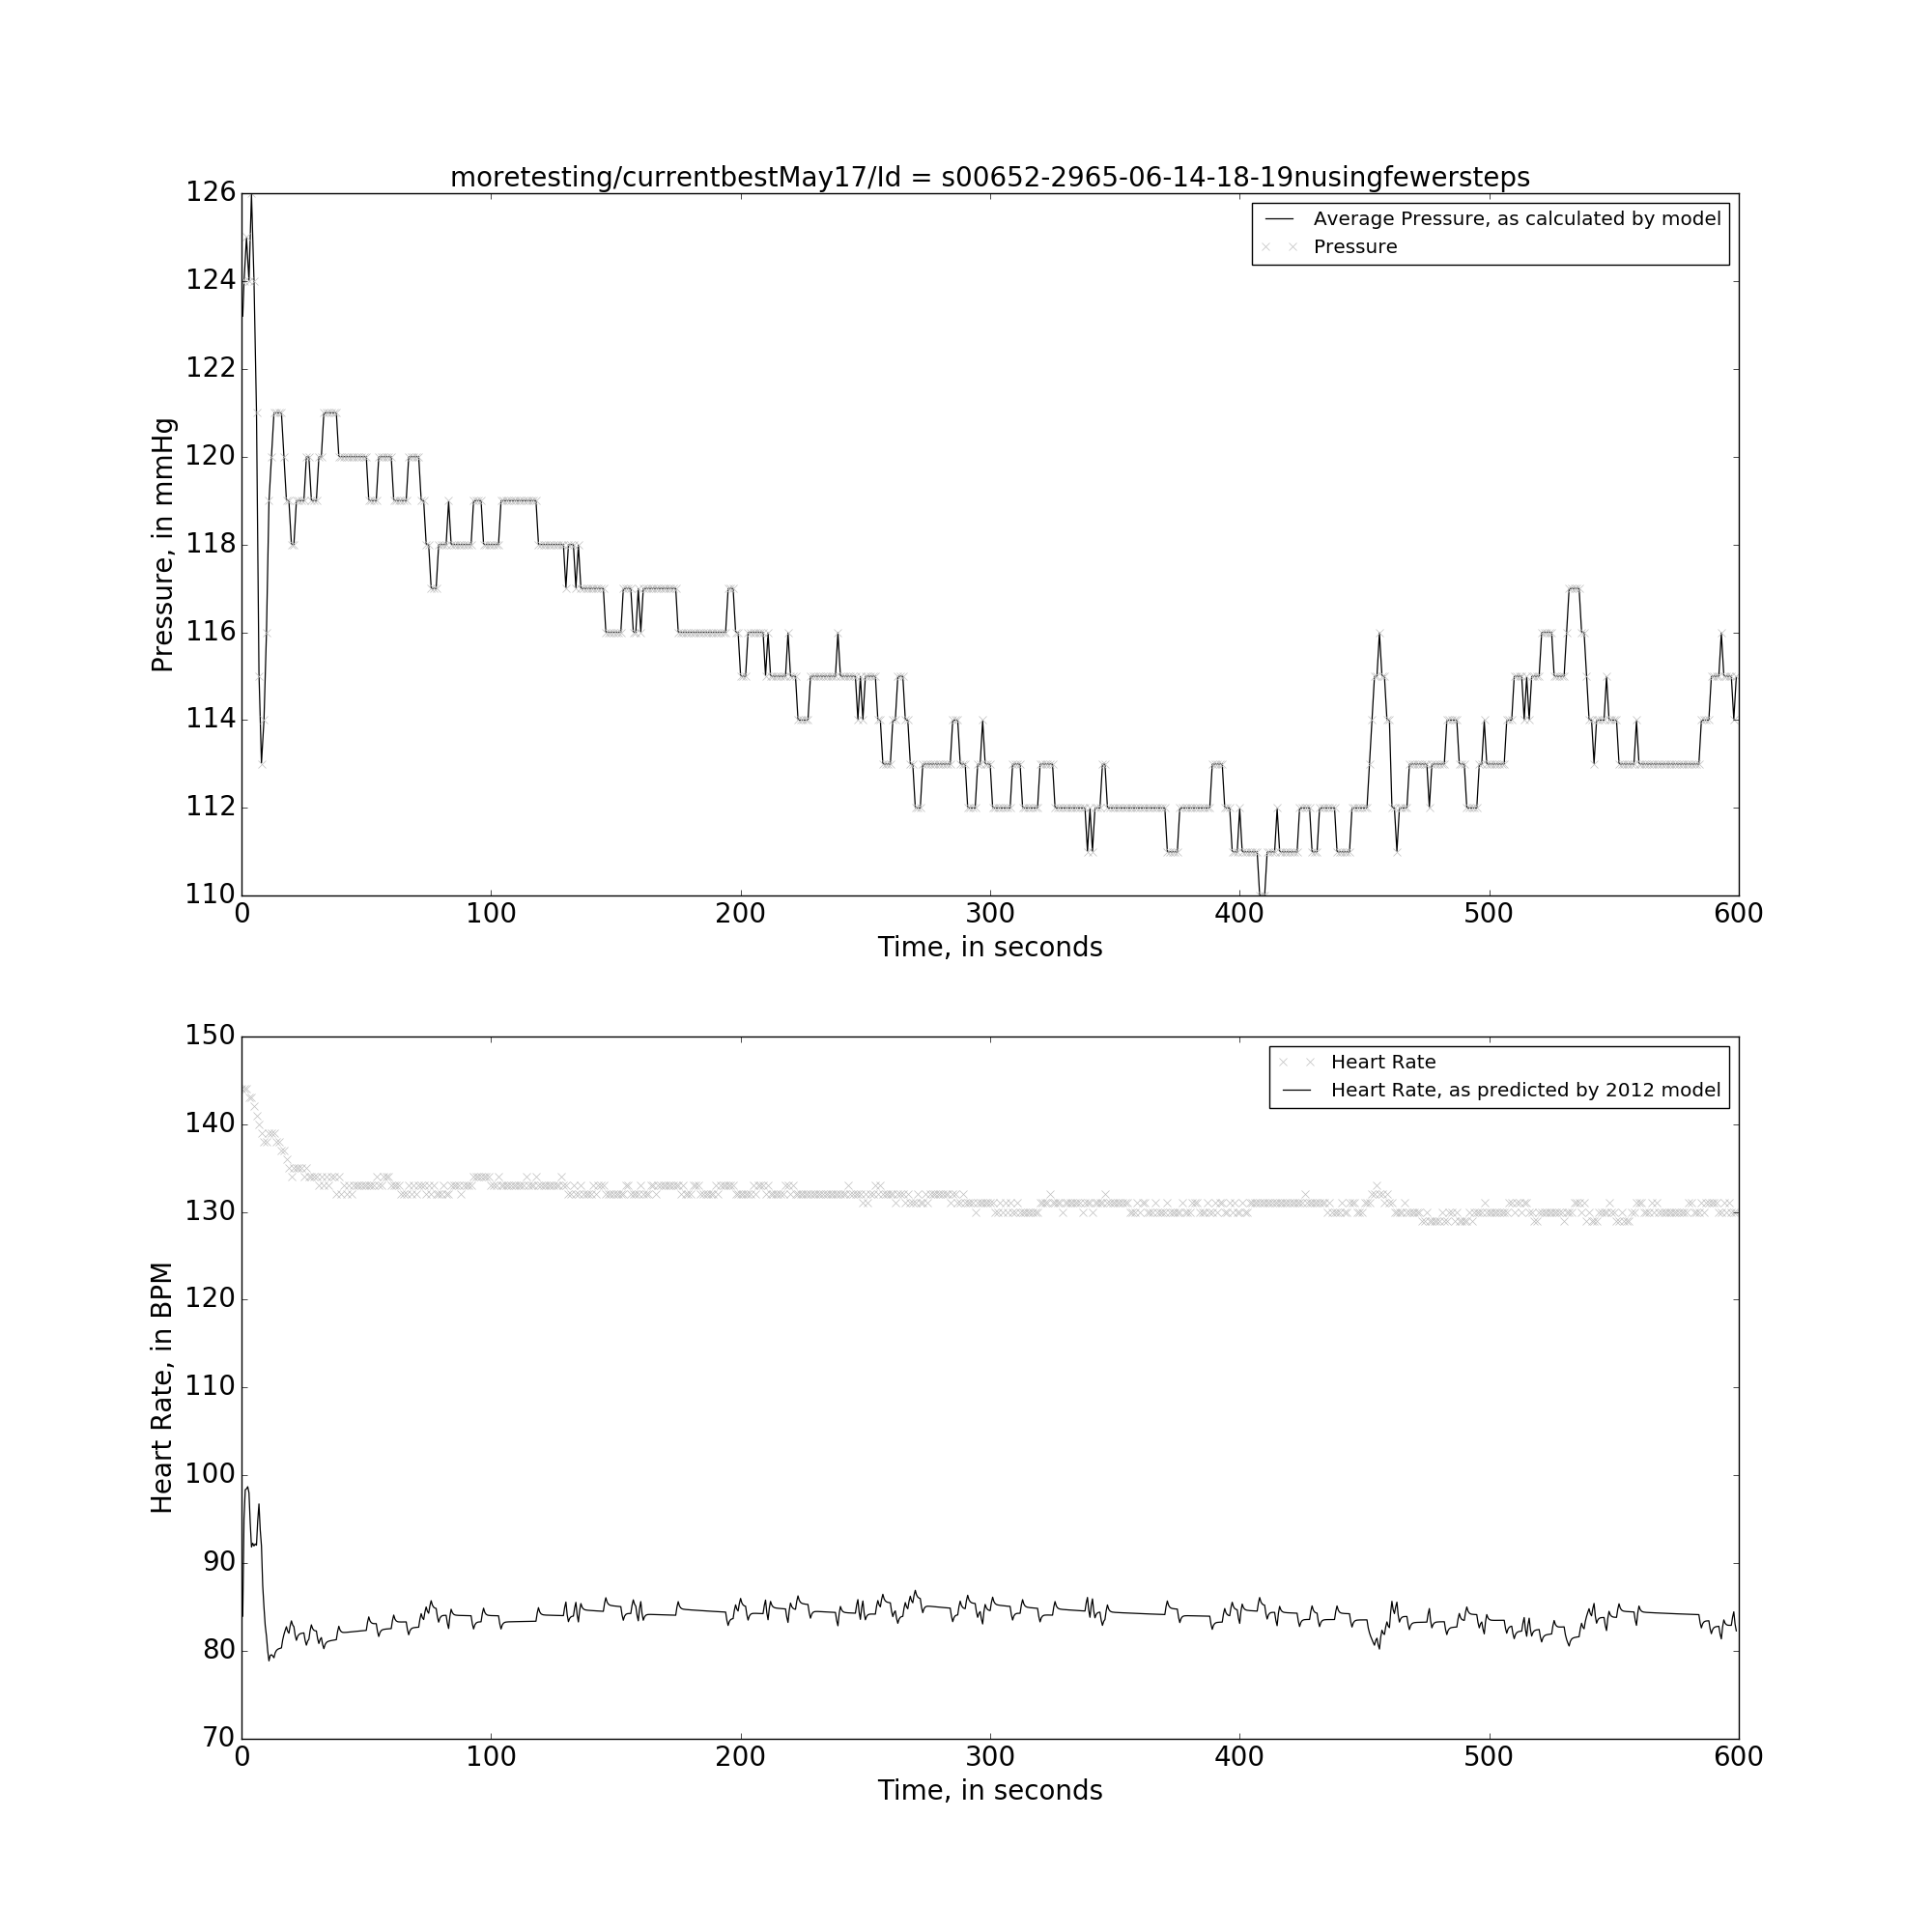 moretesting/currentbestMay17/Id = s00652-2965-06-14-18-19nusingfewersteps
Average Pressure, as calculated by model
Pressure
126
124
122
120
118
116
114
112
110
Pressure, in mmHg
0 100 200 300 400 500 600
Time, in seconds
Heart Rate
Heart Rate, as predicted by 2012 model
150
140
130
120
110
100
90
80
70
Heart Rate, in BPM
0 100 200 300 400 500 600
Time, in seconds